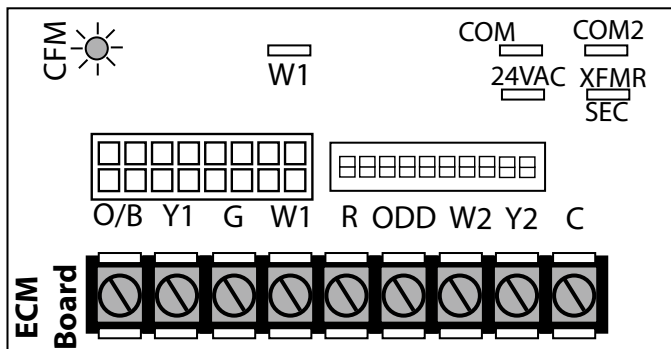 CFM
W1
COM
COM2
24VAC
XFMR
SEC
O/B Y1 G W1 R ODD W2 Y2 C
ECM
Board